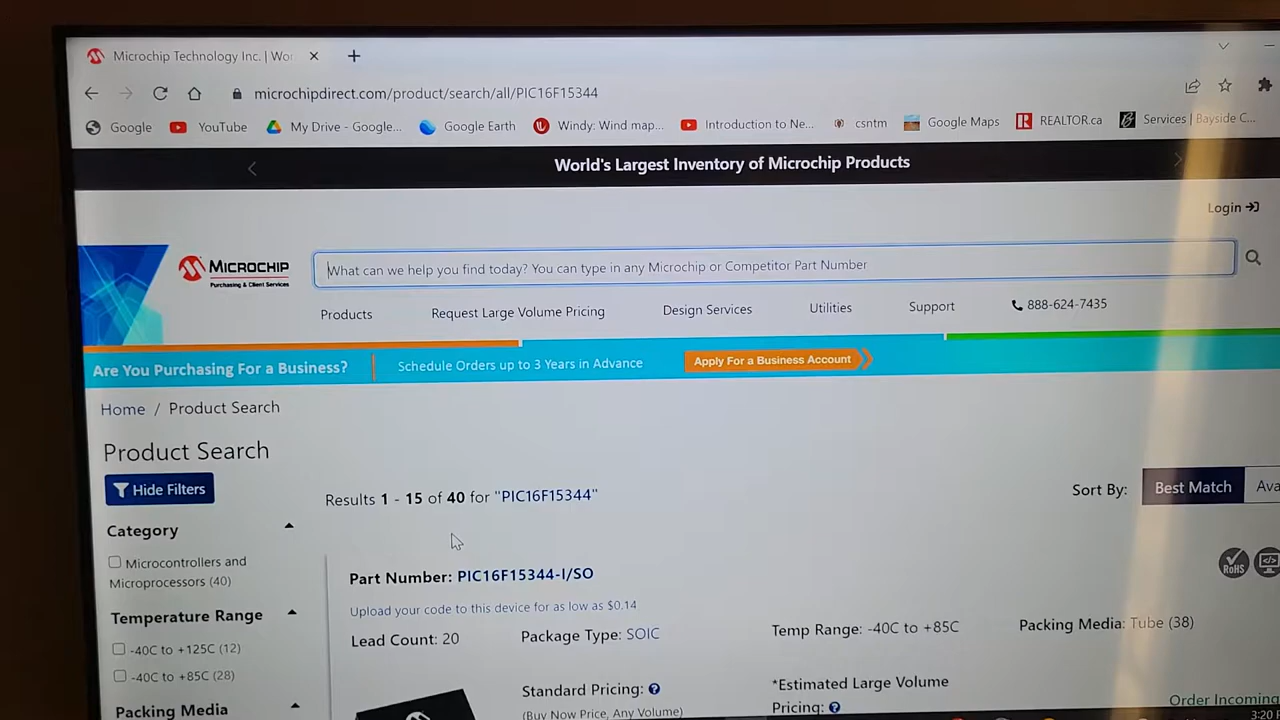 Microchip Technology Inc. | Wo
microchipdirect.com/product/search/all/PIC16F15344
Google YouTube My Drive - Google... Google Earth Windy: Wind map... Introduction to Ne... csntm Google Maps REALTOR.ca Services | Bayside C...
World's Largest Inventory of Microchip Products
Login
MICROCHIP
Purchasing & Client Services
What can we help you find today? You can type in any Microchip or Competitor Part Number
Products Request Large Volume Pricing Design Services Utilities Support 888-624-7435
Are You Purchasing For a Business? Schedule Orders up to 3 Years in Advance Apply For a Business Account
Home / Product Search
Product Search
Hide Filters
Results 1 - 15 of 40 for "PIC16F15344"
Sort By: Best Match Ava
Category
Microcontrollers and
Microprocessors (40)
Temperature Range
-40C to +125C (12)
-40C to +85C (28)
Packing Media
Part Number: PIC16F15344-I/SO
RoHS
Upload your code to this device for as low as $0.14
Lead Count: 20 Package Type: SOIC Temp Range: -40C to +85C Packing Media: Tube (38)
Standard Pricing:
(Buy Now Price, Any Volume)
*Estimated Large Volume
Pricing:
Order Incoming
3:20